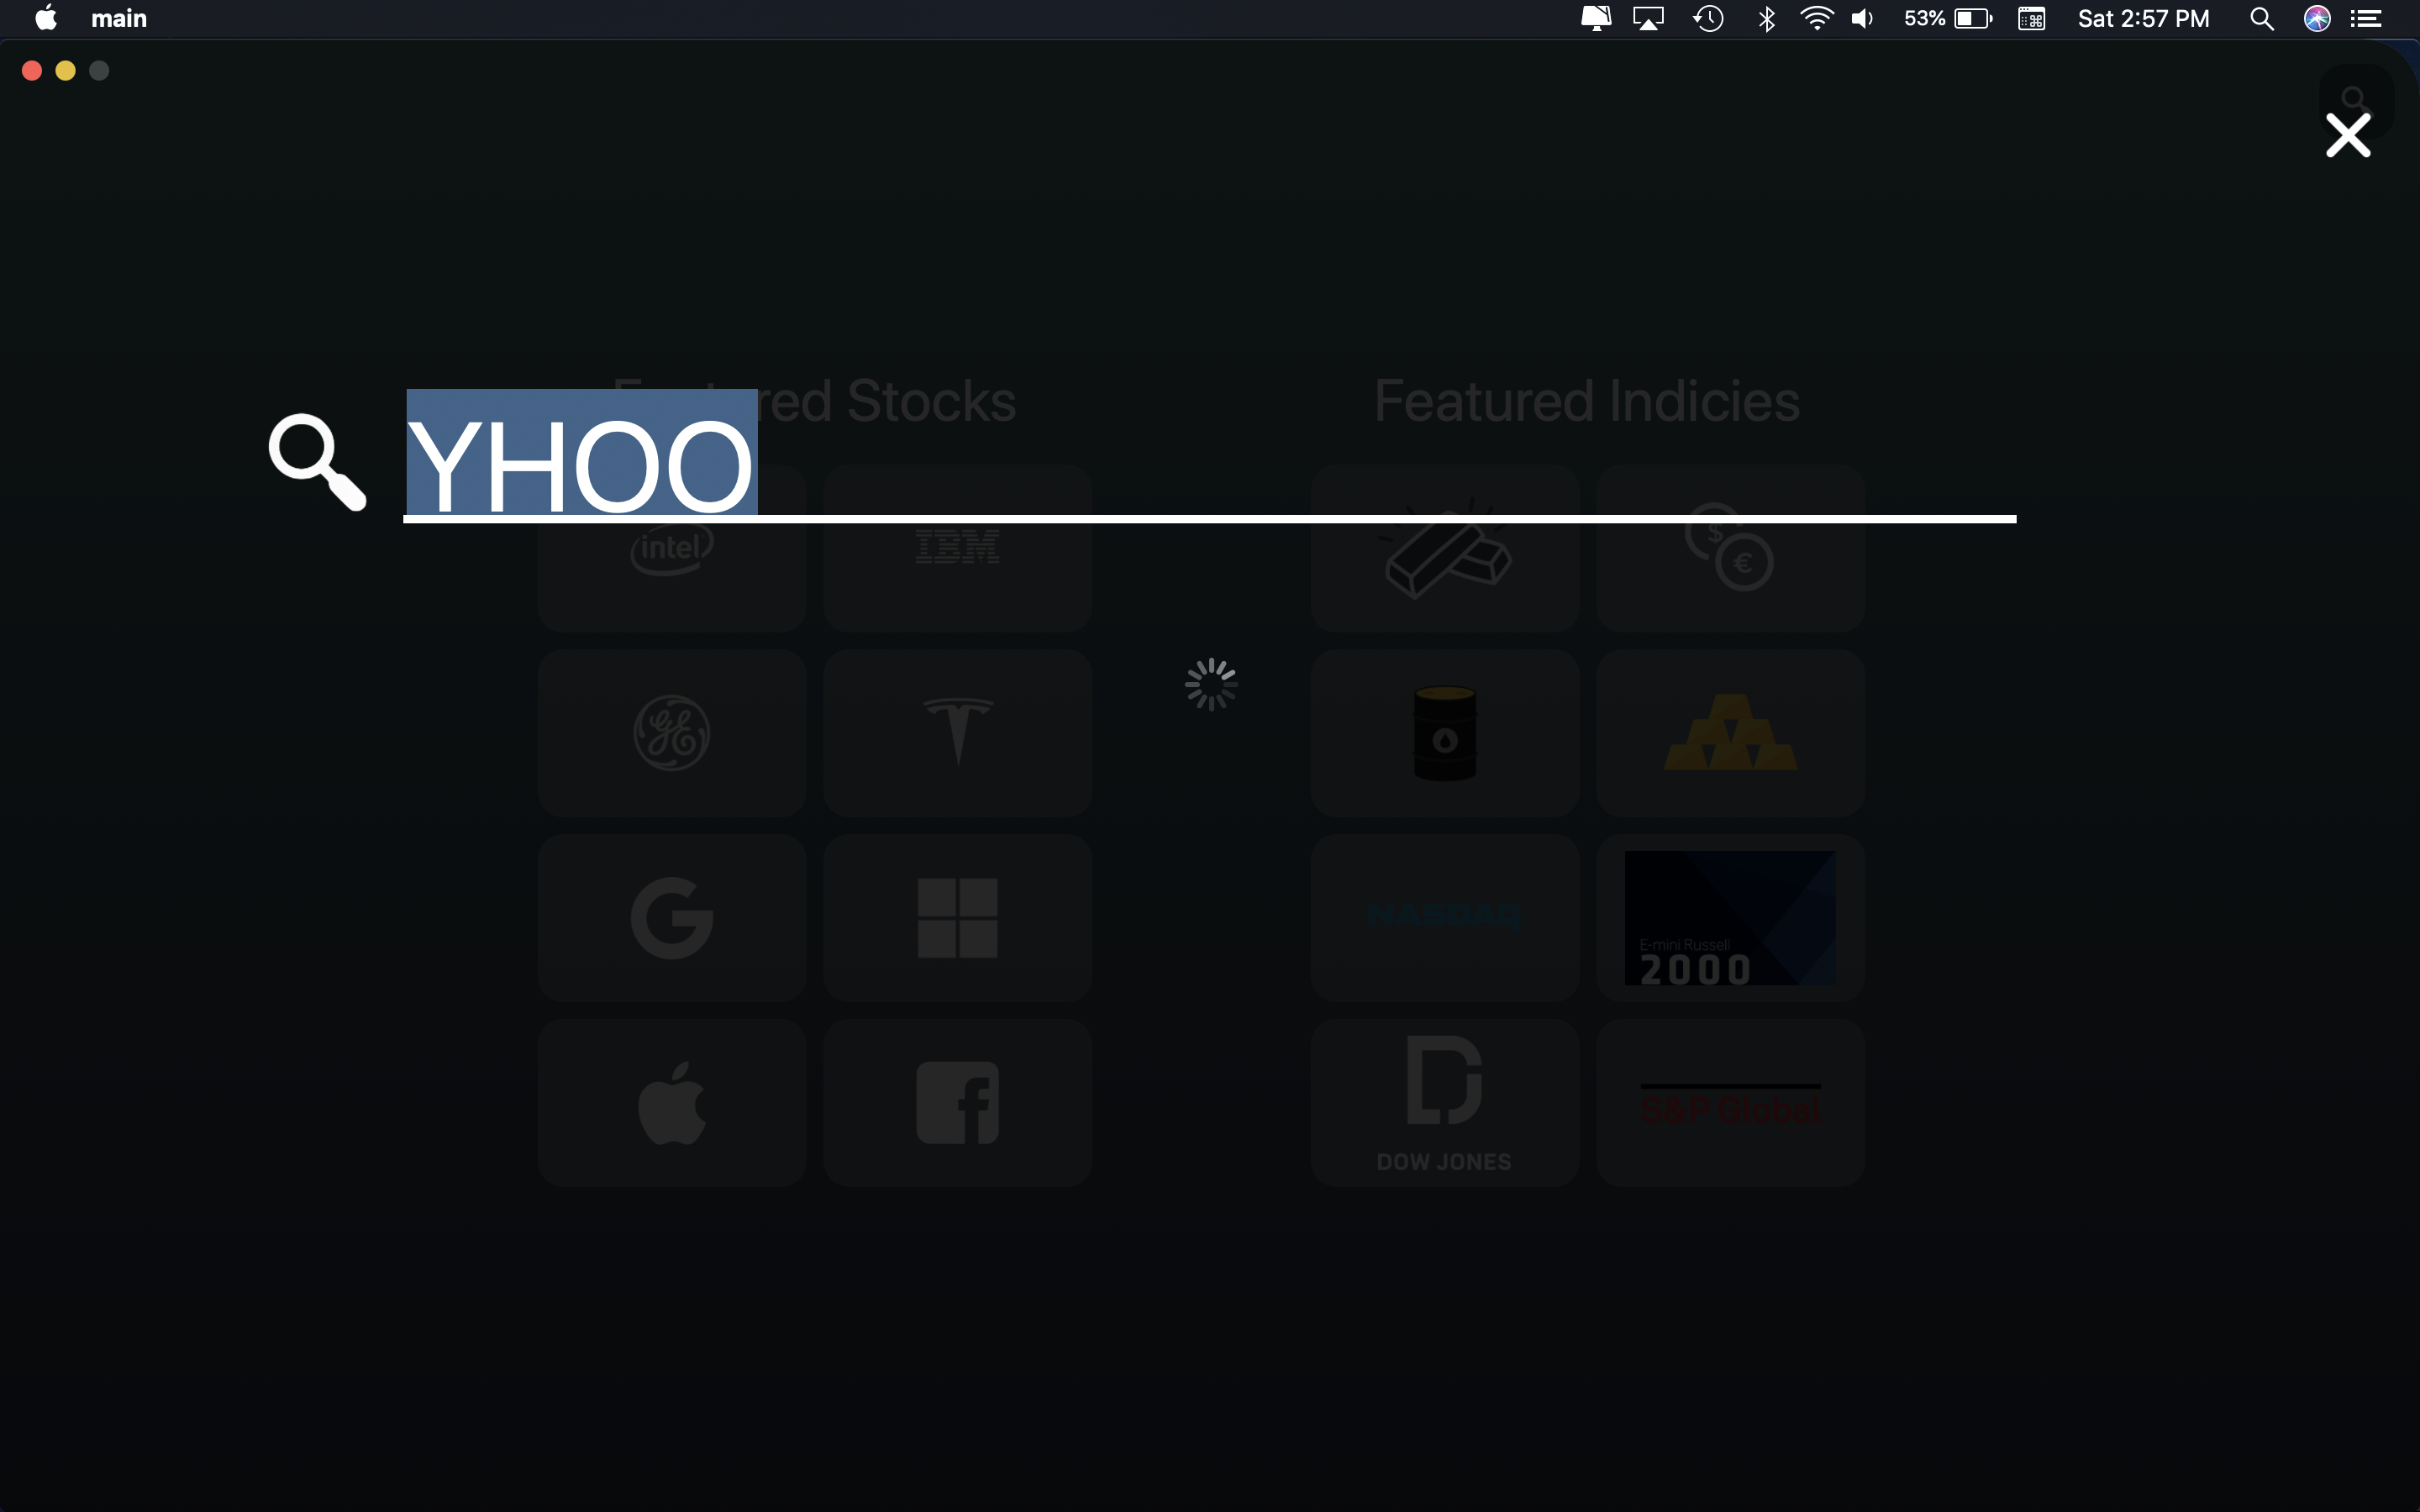 main
53%
Sat 2:57 PM
YHOO
red Stocks
Featured Indicies
intel
IBM
$
€
GE
NASDAQ
E-mini Russell
2000
DOW JONES
S&P Global